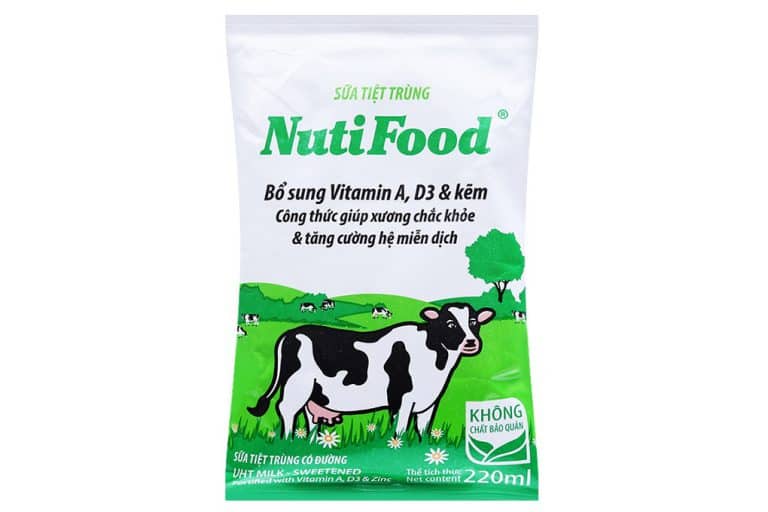 SỮA TIỆT TRÙNG
NutiFood®
Bổ sung Vitamin A, D3 & kẽm
Công thức giúp xương chắc khỏe
& tăng cường hệ miễn dịch
KHÔNG
CHẤT BẢO QUẢN
SỮA TIỆT TRÙNG CÓ ĐƯỜNG
UHT MILK - SWEETENED
Fortified with Vitamin A, D3 & Zinc
Thể tích thực
Net content 220ml